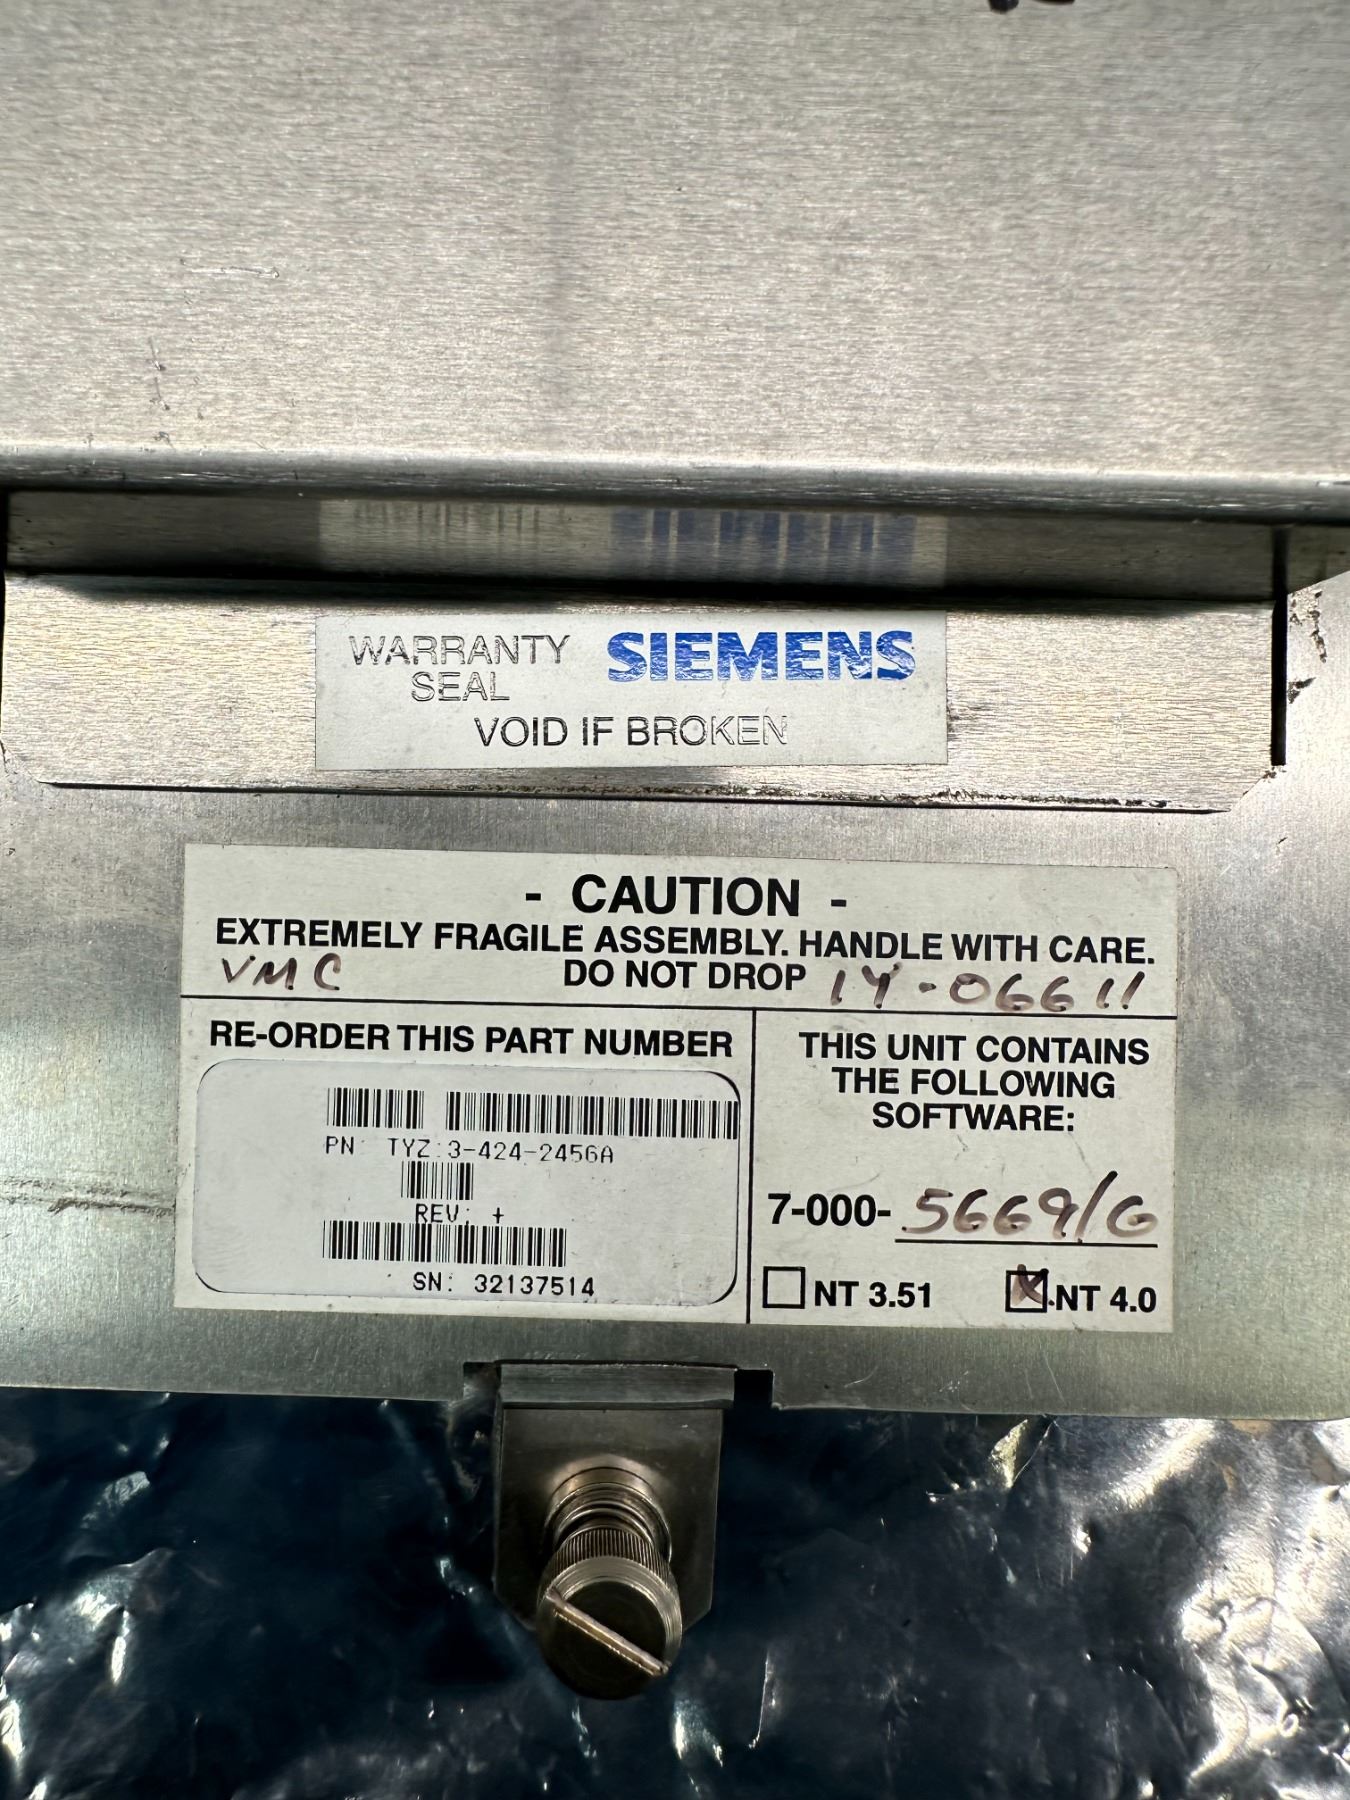 WARRANTY SIEMENS
SEAL
VOID IF BROKEN
- CAUTION -
EXTREMELY FRAGILE ASSEMBLY. HANDLE WITH CARE.
VMC DO NOT DROP 14-066 11
RE-ORDER THIS PART NUMBER
PN: TYZ:3-424-2456A
REV: +
SN: 32137514
THIS UNIT CONTAINS
THE FOLLOWING
SOFTWARE:
7-000-5669/G
NT 3.51 NT 4.0